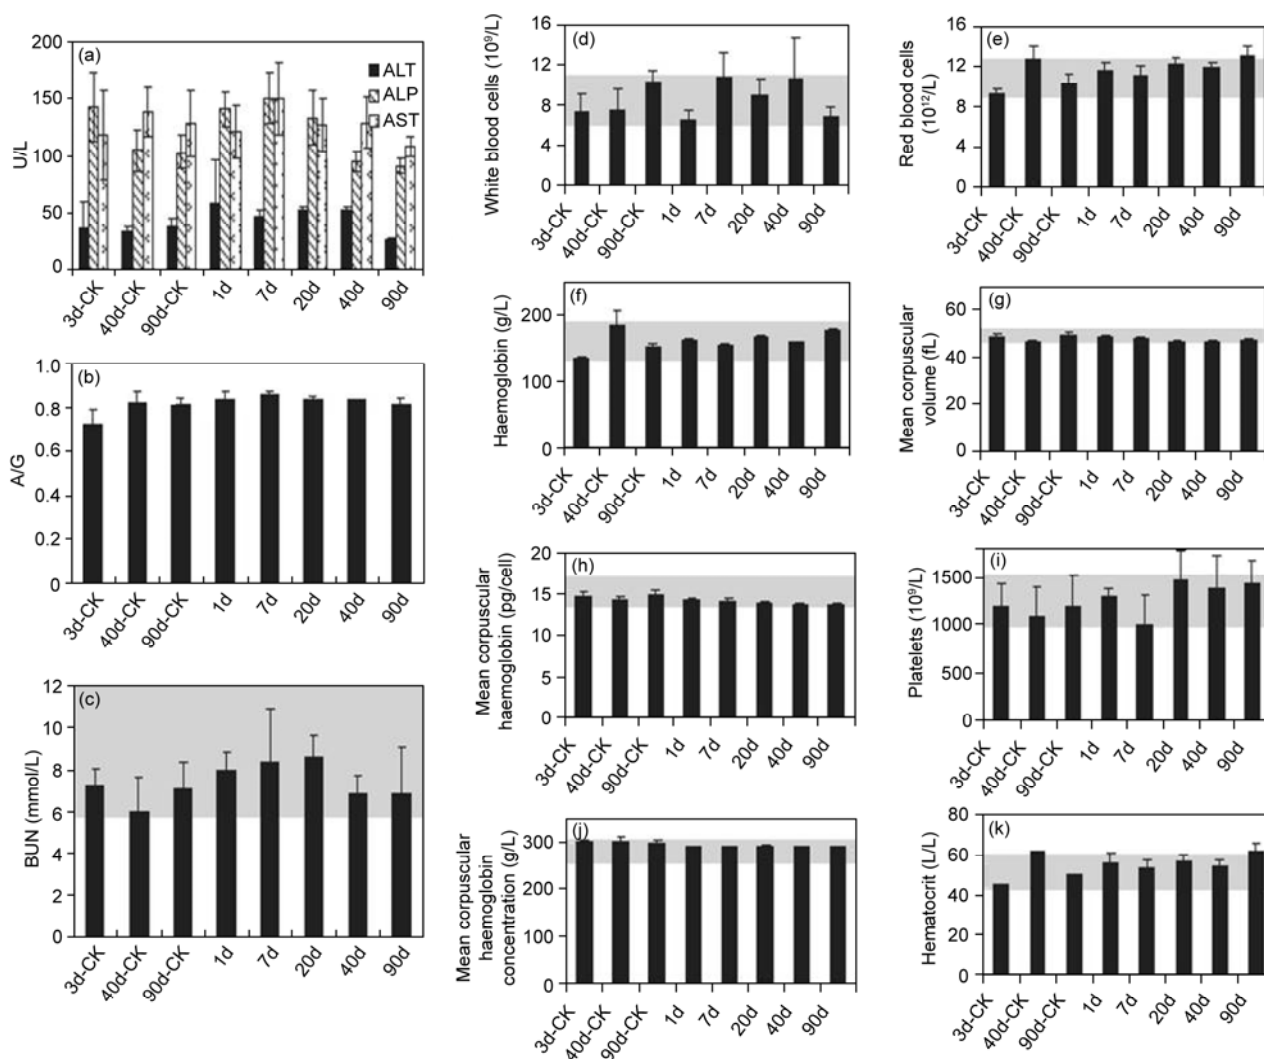 (a)
200
150
100
50
0
U/L
ALT
ALP
AST
3d-CK
40d-CK
90d-CK
1d
7d
20d
40d
90d
(b)
1.0
0.8
0.6
0.4
0.2
0
A/G
3d-CK
40d-CK
90d-CK
1d
7d
20d
40d
90d
(c)
12
10
8
6
4
2
0
BUN (mmol/L)
3d-CK
40d-CK
90d-CK
1d
7d
20d
40d
90d
(d)
16
12
8
4
0
White blood cells (10⁹/L)
3d-CK
40d-CK
90d-CK
1d
7d
20d
40d
90d
(e)
16
12
8
4
0
Red blood cells
(10¹²/L)
3d-CK
40d-CK
90d-CK
1d
7d
20d
40d
90d
(f)
200
100
0
Haemoglobin (g/L)
3d-CK
40d-CK
90d-CK
1d
7d
20d
40d
90d
(g)
60
40
20
0
Mean corpuscular
volume (fL)
3d-CK
40d-CK
90d-CK
1d
7d
20d
40d
90d
(h)
20
15
10
5
0
Mean corpuscular
haemoglobin (pg/cell)
3d-CK
40d-CK
90d-CK
1d
7d
20d
40d
90d
(i)
1500
1000
500
0
Platelets (10⁹/L)
3d-CK
40d-CK
90d-CK
1d
7d
20d
40d
90d
(j)
300
200
300
0
Mean corpuscular
haemoglobin
concentration (g/L)
3d-CK
40d-CK
90d-CK
1d
7d
20d
40d
90d
(k)
80
60
40
20
0
Hematocrit (L/L)
3d-CK
40d-CK
90d-CK
1d
7d
20d
40d
90d